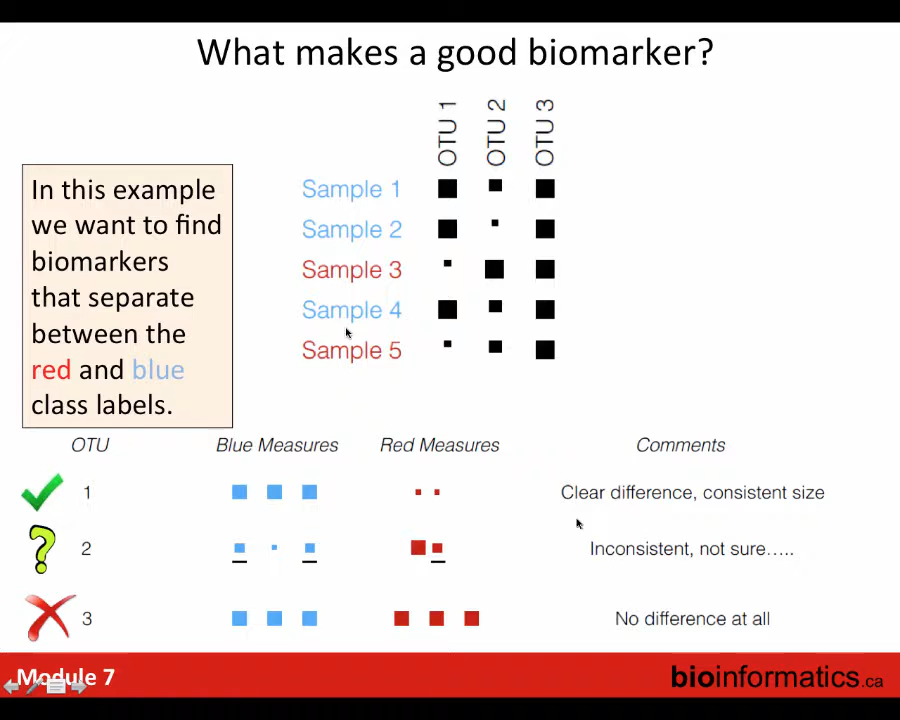 What makes a good biomarker?
OTU 1
OTU 2
OTU 3
In this example
we want to find
biomarkers
that separate
between the
red and blue
class labels.
Sample 1
Sample 2
Sample 3
Sample 4
Sample 5
OTU Blue Measures Red Measures Comments
1 Clear difference, consistent size
2 Inconsistent, not sure…..
3 No difference at all
Module 7
bioinformatics.ca